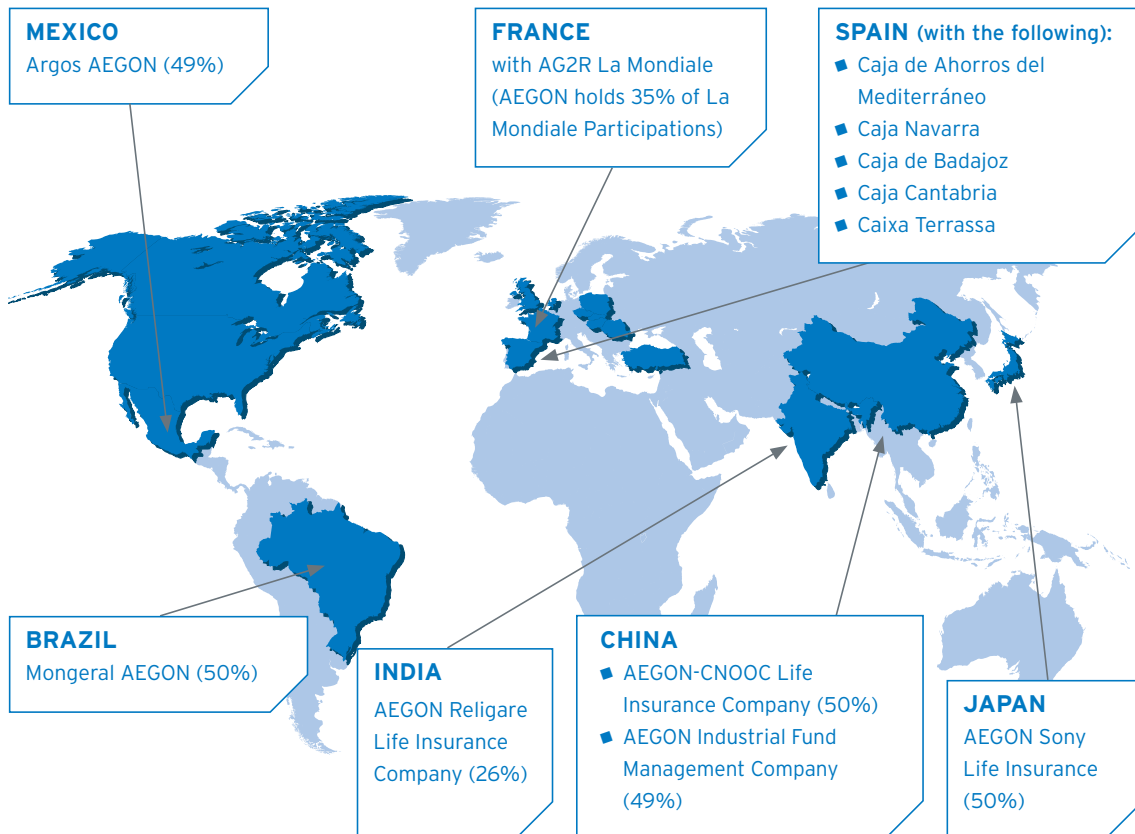 MEXICO
Argos AEGON (49%)
FRANCE
with AG2R La Mondiale
(AEGON holds 35% of La
Mondiale Participations)
SPAIN (with the following):
Caja de Ahorros del
Mediterráneo
Caja Navarra
Caja de Badajoz
Caja Cantabria
Caixa Terrassa
BRAZIL
Mongeral AEGON (50%)
INDIA
AEGON Religare
Life Insurance
Company (26%)
CHINA
AEGON-CNOOC Life
Insurance Company (50%)
AEGON Industrial Fund
Management Company
(49%)
JAPAN
AEGON Sony
Life Insurance
(50%)